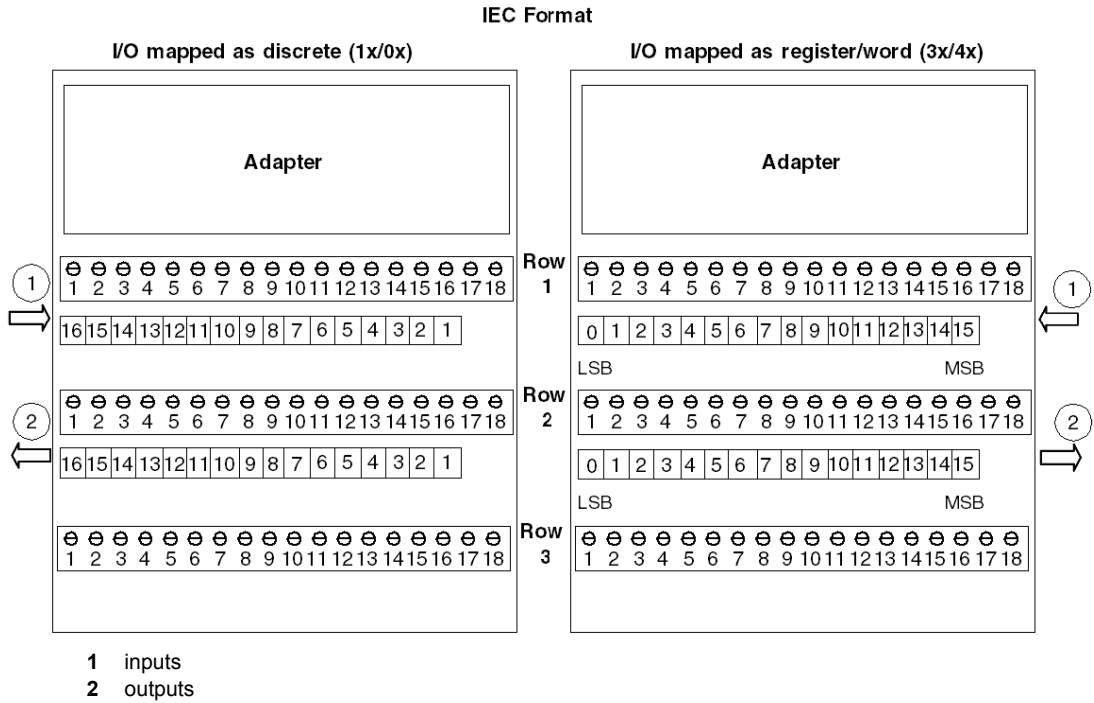 IEC Format
I/O mapped as discrete (1x/0x)
I/O mapped as register/word (3x/4x)
Adapter
Adapter
1
1 2 3 4 5 6 7 8 9 10 11 12 13 14 15 16 17 18
Row
1
1 2 3 4 5 6 7 8 9 10 11 12 13 14 15 16 17 18
1
16 15 14 13 12 11 10 9 8 7 6 5 4 3 2 1
0 1 2 3 4 5 6 7 8 9 10 11 12 13 14 15
LSB MSB
2
1 2 3 4 5 6 7 8 9 10 11 12 13 14 15 16 17 18
Row
2
1 2 3 4 5 6 7 8 9 10 11 12 13 14 15 16 17 18
2
16 15 14 13 12 11 10 9 8 7 6 5 4 3 2 1
0 1 2 3 4 5 6 7 8 9 10 11 12 13 14 15
LSB MSB
1 2 3 4 5 6 7 8 9 10 11 12 13 14 15 16 17 18
Row
3
1 2 3 4 5 6 7 8 9 10 11 12 13 14 15 16 17 18
1 inputs
2 outputs